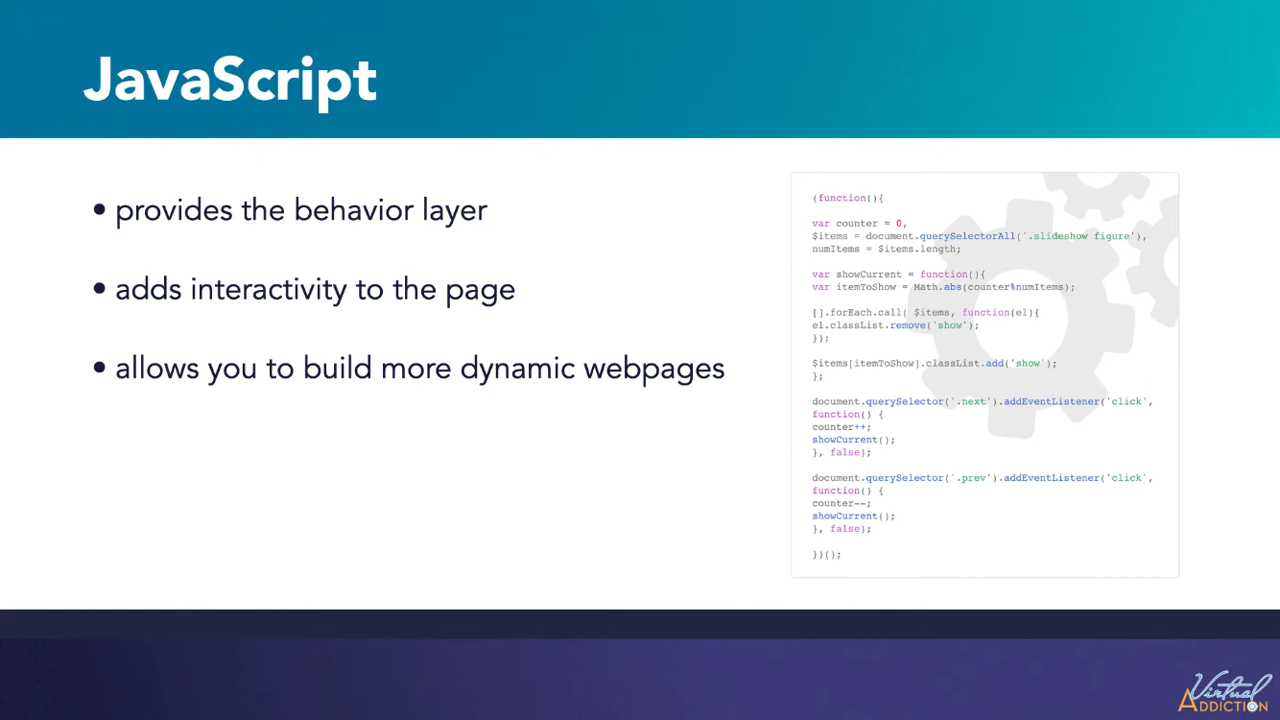 JavaScript
• provides the behavior layer
• adds interactivity to the page
• allows you to build more dynamic webpages
(function(){
var counter = 0,
$items = document.querySelectorAll('.slideshow figure'),
numItems = $items.length;
var showCurrent = function(){
var itemToShow = Math.abs(counter%numItems);
[].forEach.call( $items, function(el){
el.classList.remove('show');
});
$items[itemToShow].classList.add('show');
};
document.querySelector('.next').addEventListener('click',
function() {
counter++;
showCurrent();
}, false);
document.querySelector('.prev').addEventListener('click',
function() {
counter--;
showCurrent();
}, false);
})();
Virtual
ADDICTION